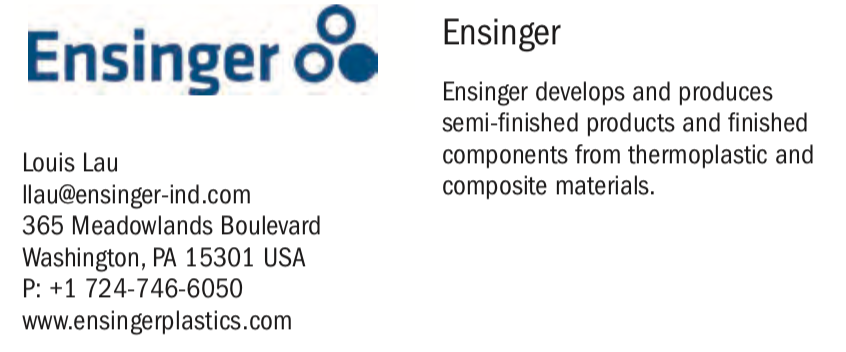 Ensinger
Louis Lau
llau@ensinger-ind.com
365 Meadowlands Boulevard
Washington, PA 15301 USA
P: +1 724-746-6050
www.ensingerplastics.com
Ensinger
Ensinger develops and produces
semi-finished products and finished
components from thermoplastic and
composite materials.